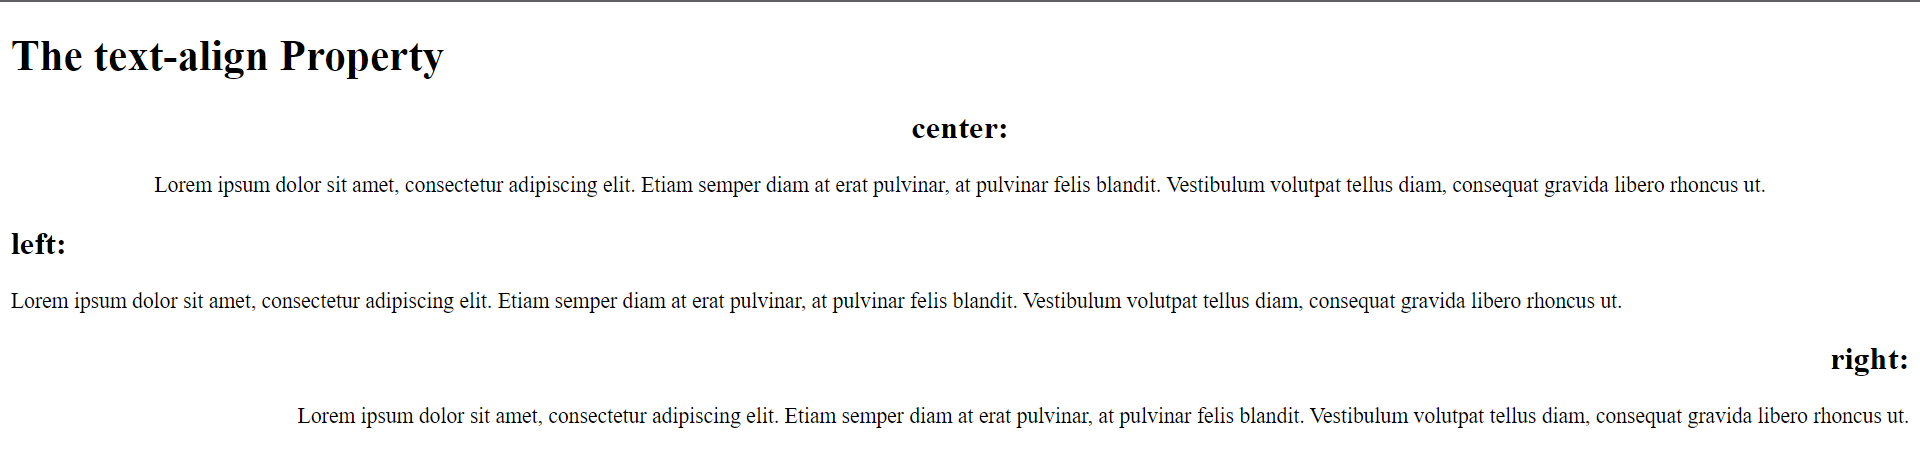 The text-align Property
center:
Lorem ipsum dolor sit amet, consectetur adipiscing elit. Etiam semper diam at erat pulvinar, at pulvinar felis blandit. Vestibulum volutpat tellus diam, consequat gravida libero rhoncus ut.
left:
Lorem ipsum dolor sit amet, consectetur adipiscing elit. Etiam semper diam at erat pulvinar, at pulvinar felis blandit. Vestibulum volutpat tellus diam, consequat gravida libero rhoncus ut.
right:
Lorem ipsum dolor sit amet, consectetur adipiscing elit. Etiam semper diam at erat pulvinar, at pulvinar felis blandit. Vestibulum volutpat tellus diam, consequat gravida libero rhoncus ut.